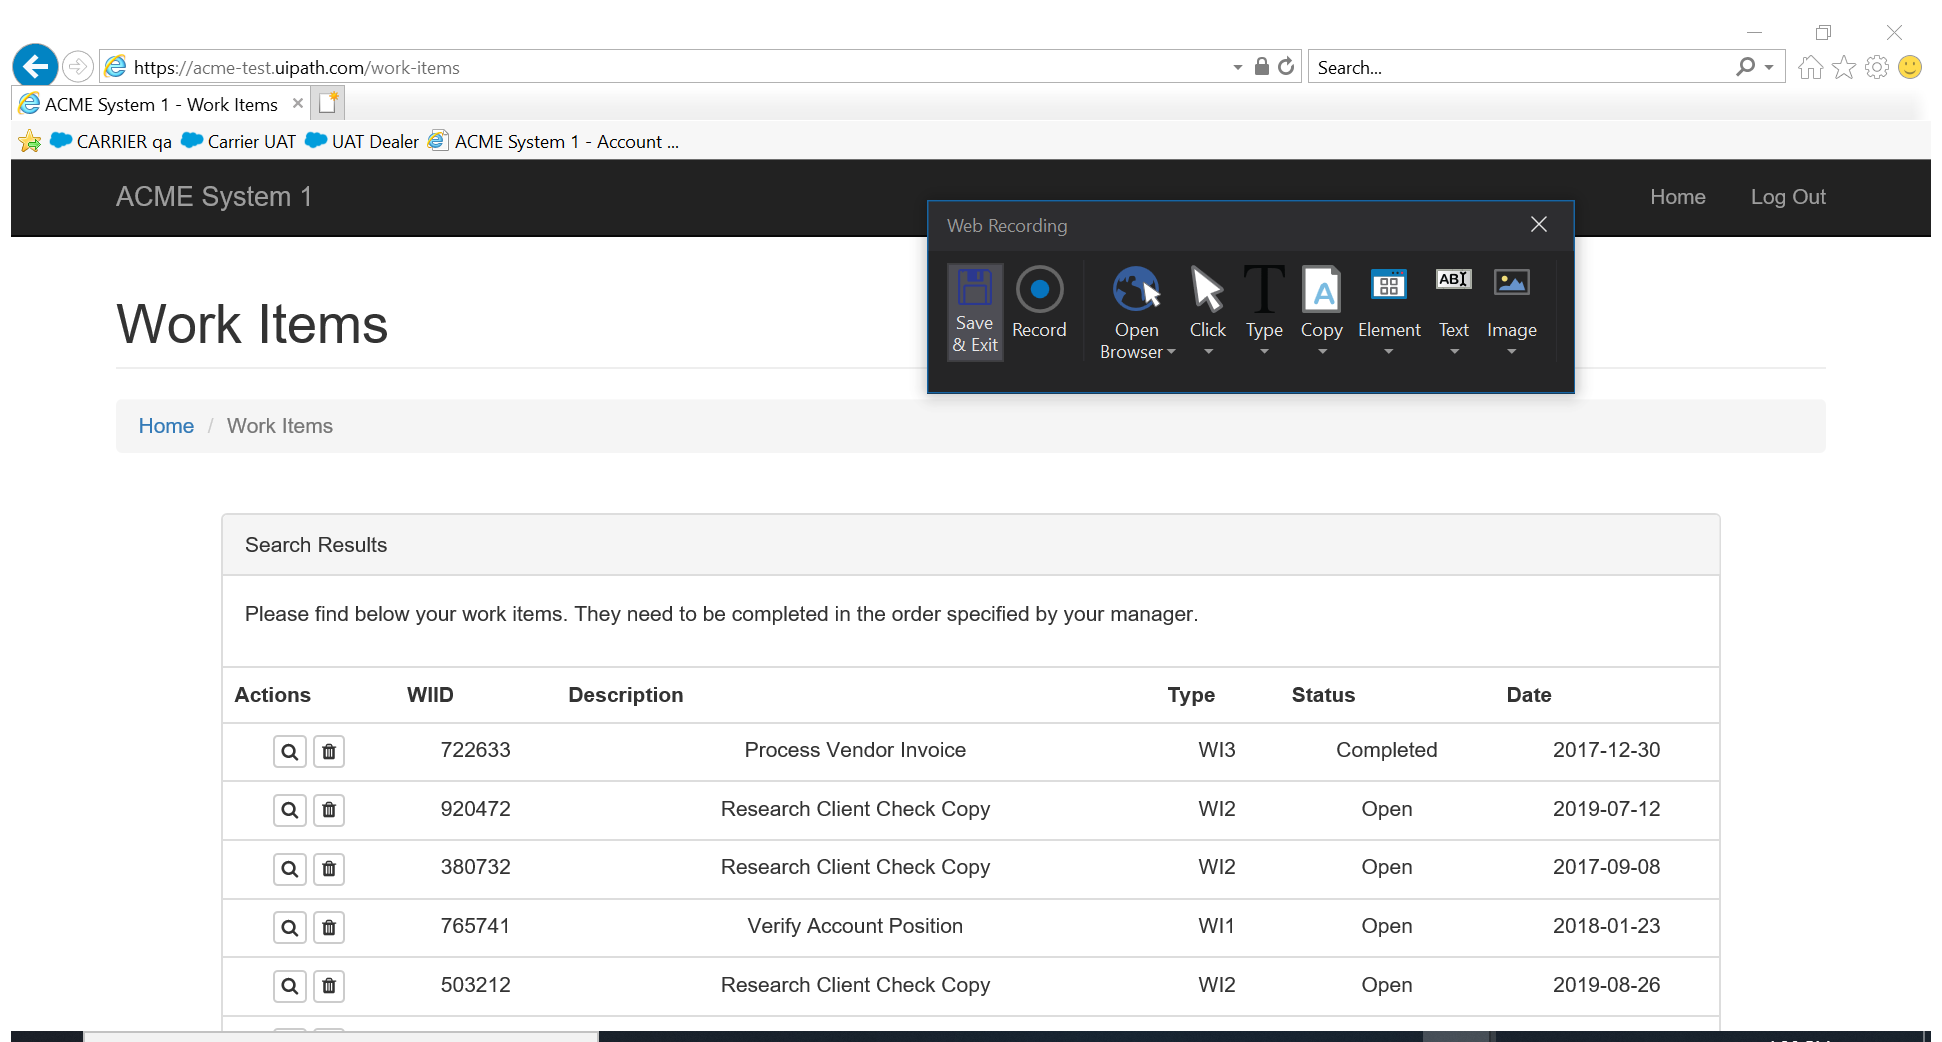 https://acme-test.uipath.com/work-items
Search...
ACME System 1 - Work Items
CARRIER qa Carrier UAT UAT Dealer ACME System 1 - Account ...
ACME System 1
Home Log Out
Web Recording
Save & Exit
Record
Open Browser
Click
Type
Copy
A
Element
ABI
Text
Image
Work Items
Home / Work Items
Search Results
Please find below your work items. They need to be completed in the order specified by your manager.
Actions WIID Description Type Status Date
722633 Process Vendor Invoice WI3 Completed 2017-12-30
920472 Research Client Check Copy WI2 Open 2019-07-12
380732 Research Client Check Copy WI2 Open 2017-09-08
765741 Verify Account Position WI1 Open 2018-01-23
503212 Research Client Check Copy WI2 Open 2019-08-26